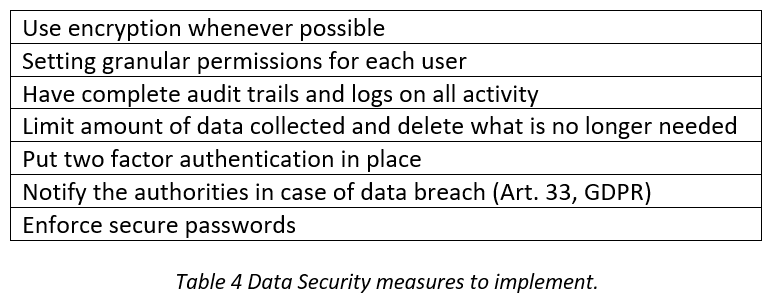 Use encryption whenever possible
Setting granular permissions for each user
Have complete audit trails and logs on all activity
Limit amount of data collected and delete what is no longer needed
Put two factor authentication in place
Notify the authorities in case of data breach (Art. 33, GDPR)
Enforce secure passwords
Table 4 Data Security measures to implement.